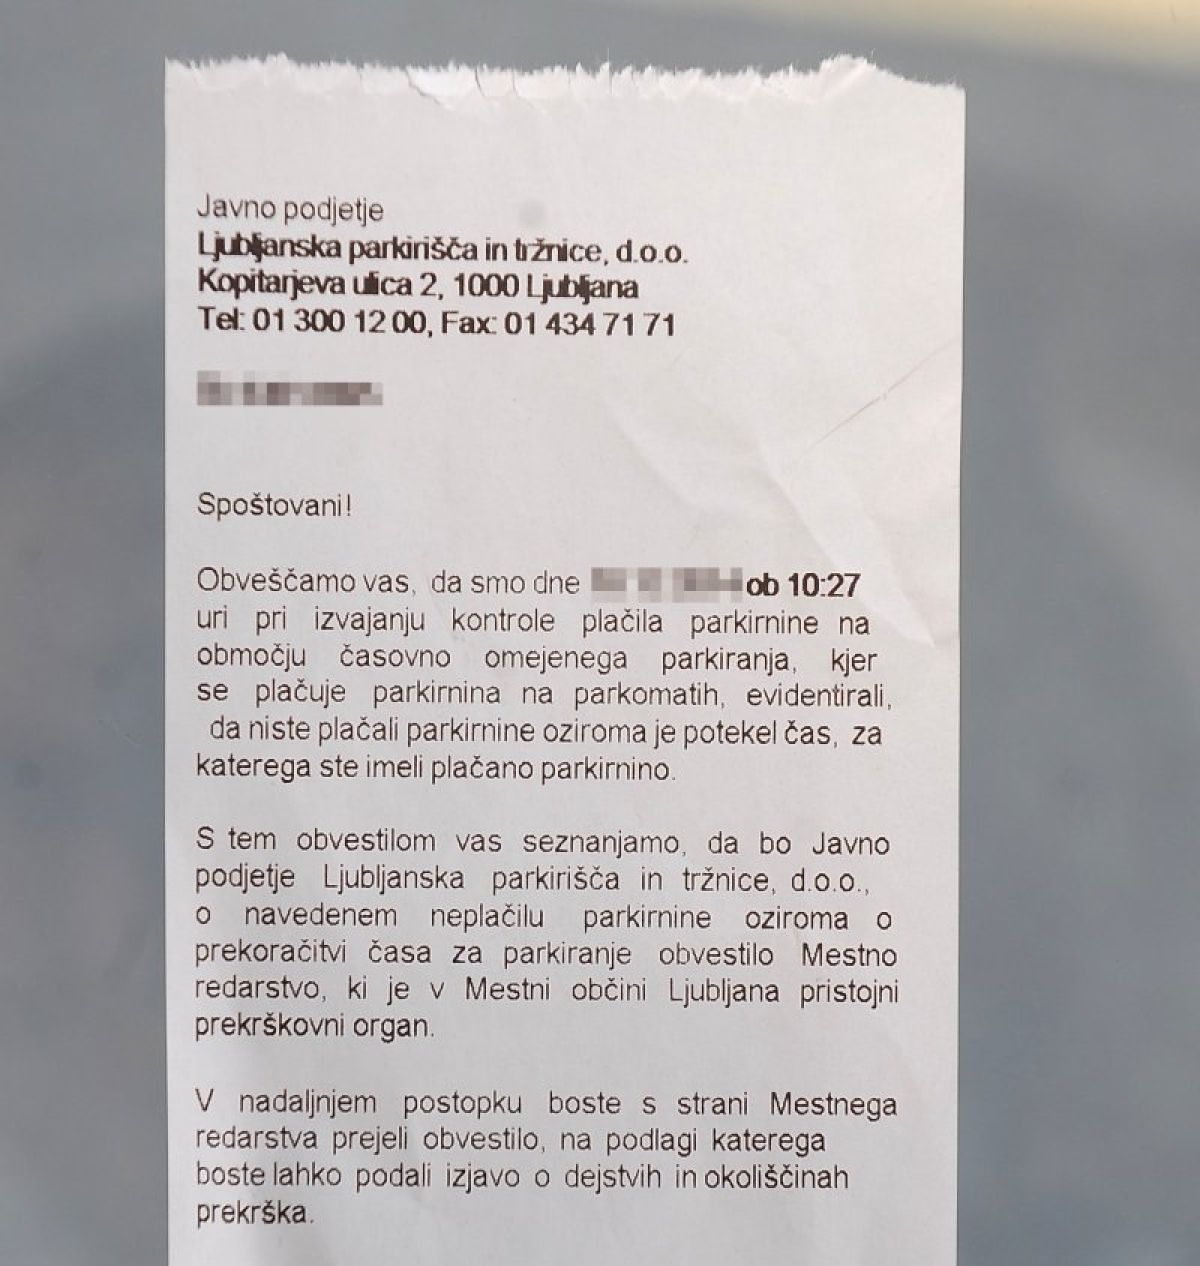 Javno podjetje
Ljubljanska parkirišča in tržnice, d.o.o.
Kopitarjeva ulica 2, 1000 Ljubljana
Tel: 01 300 12 00, Fax: 01 434 71 71
Spoštovani!
Obveščamo vas, da smo dne ob 10:27
uri pri izvajanju kontrole plačila parkirnine na
območju časovno omejenega parkiranja, kjer
se plačuje parkirnina na parkomatih, evidentirali,
da niste plačali parkirnine oziroma je potekel čas, za
katerega ste imeli plačano parkirnino.
S tem obvestilom vas seznanjamo, da bo Javno
podjetje Ljubljanska parkirišča in tržnice, d.o.o.,
o navedenem neplačilu parkirnine oziroma o
prekoračitvi časa za parkiranje obvestilo Mestno
redarstvo, ki je v Mestni občini Ljubljana pristojni
prekrškovni organ.
V nadaljnjem postopku boste s strani Mestnega
redarstva prejeli obvestilo, na podlagi katerega
boste lahko podali izjavo o dejstvih in okoliščinah
prekrška.